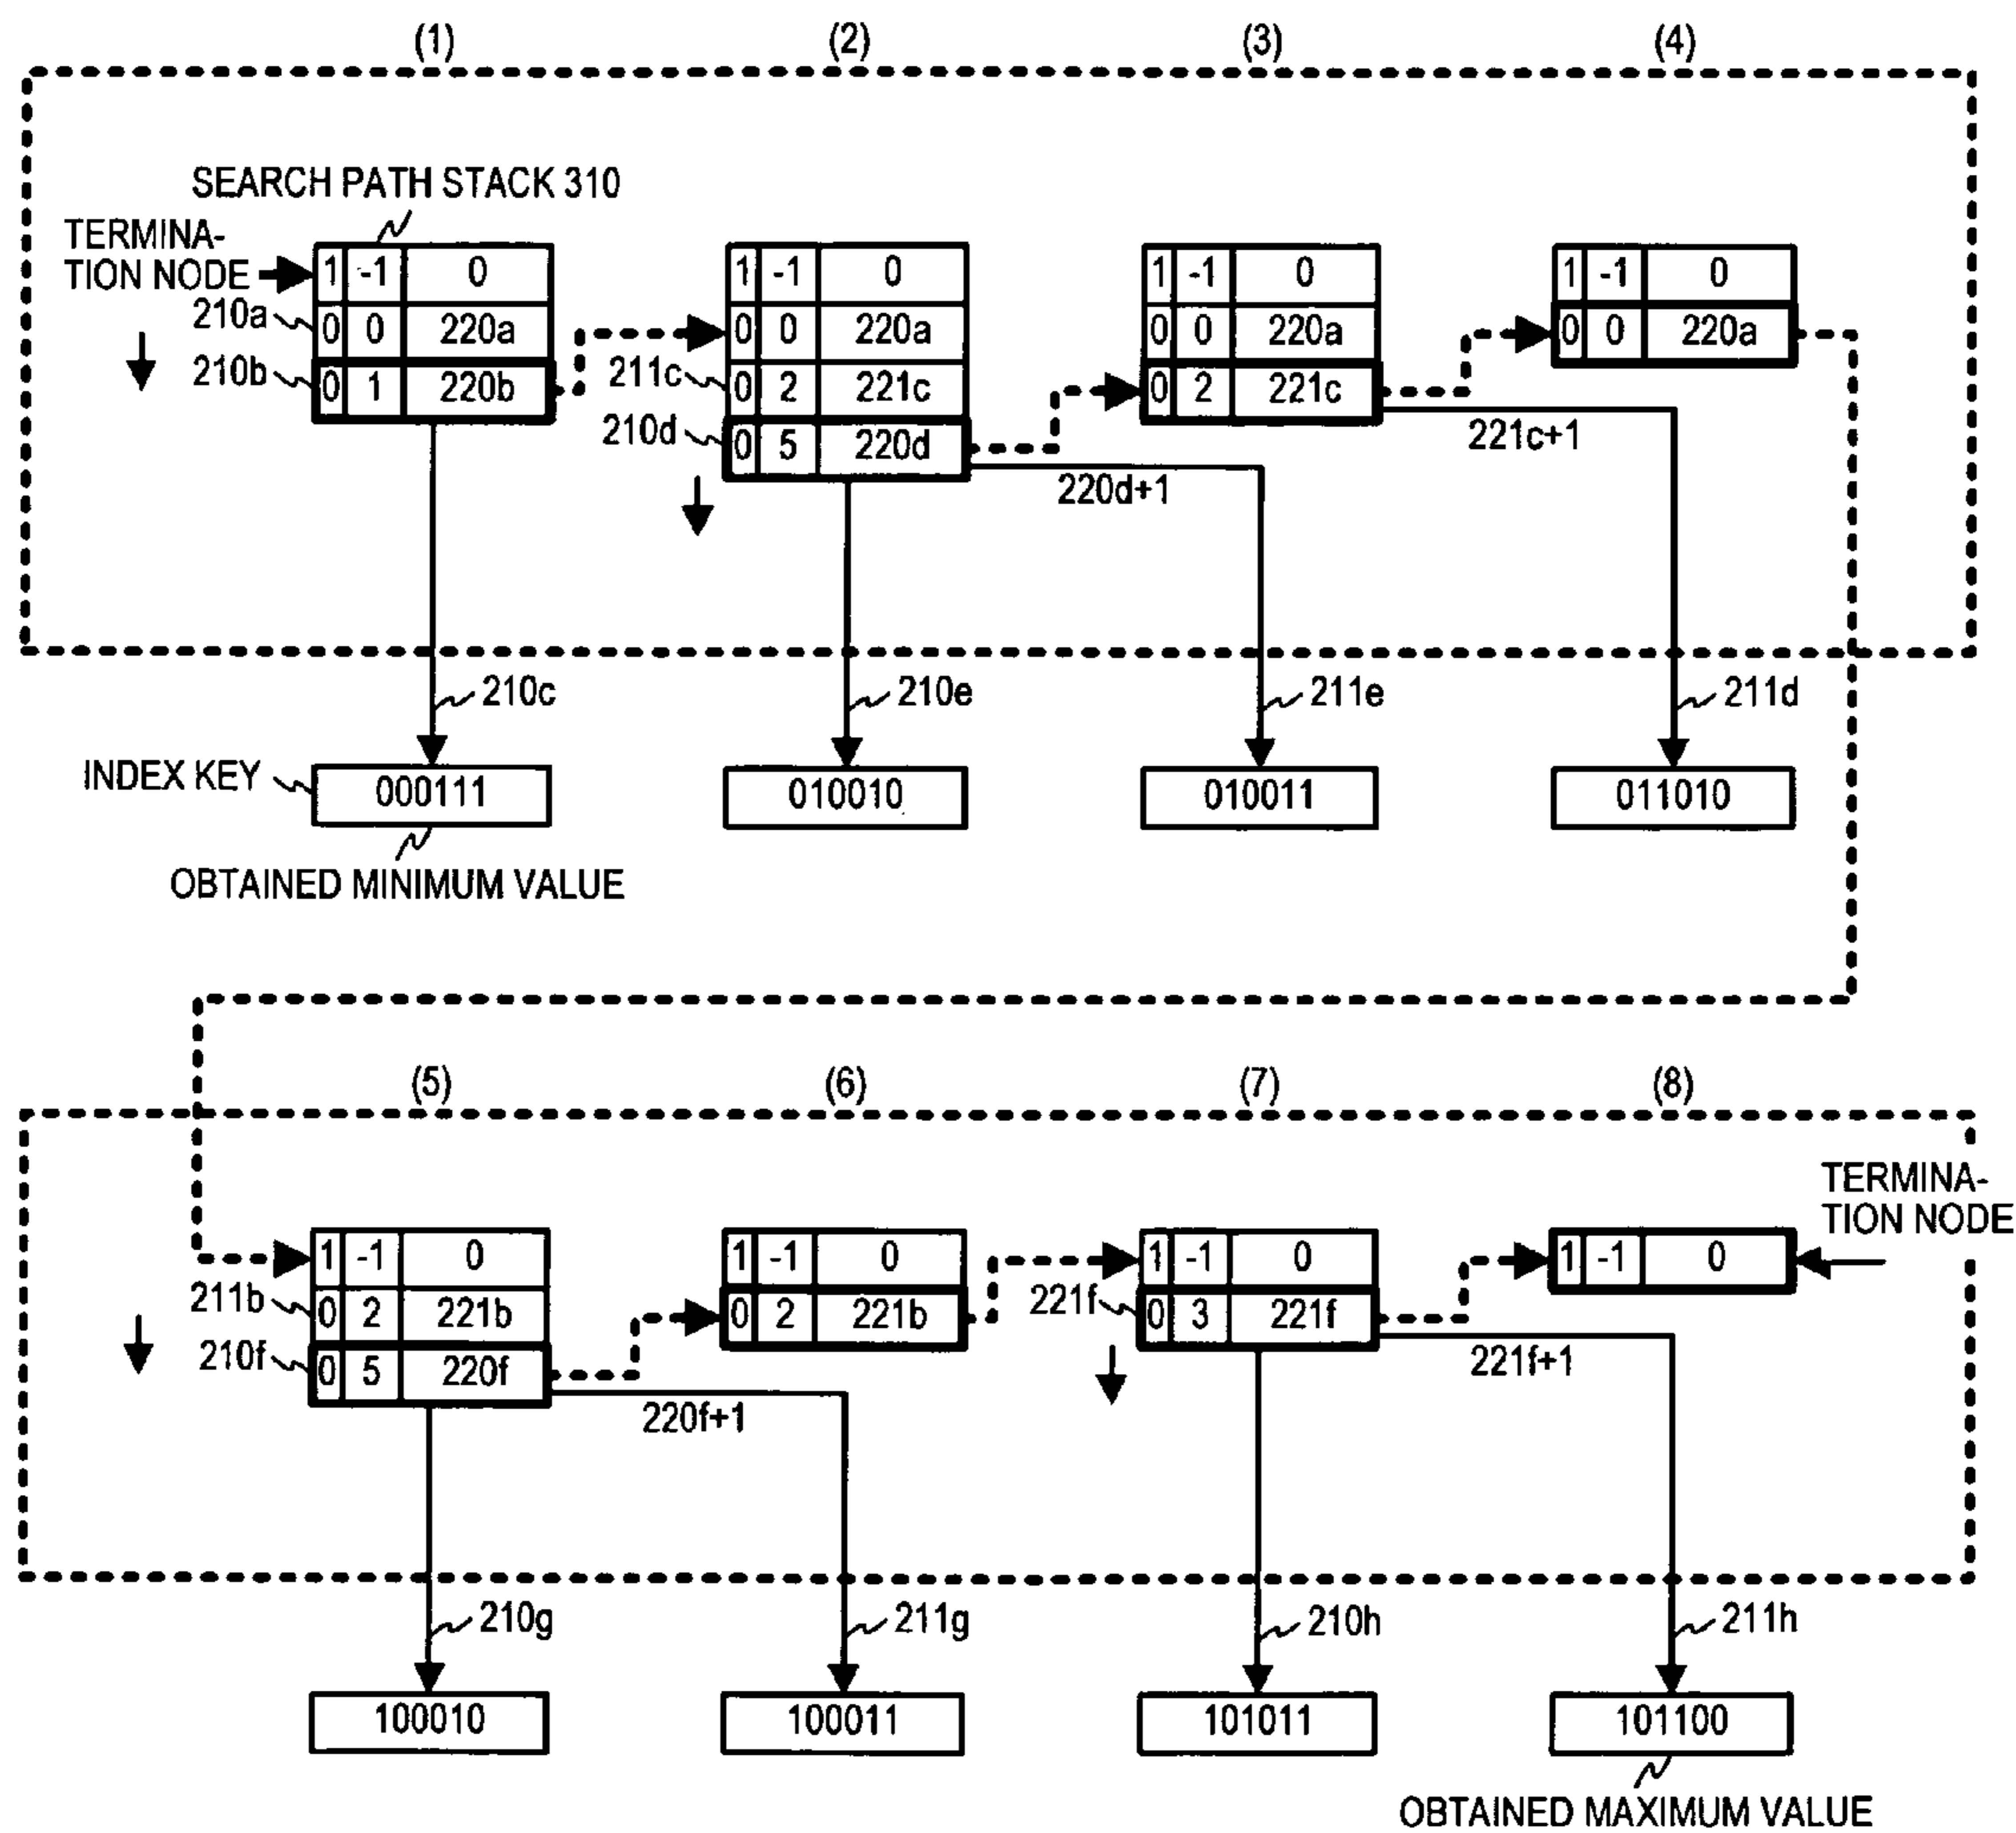 (1) (2) (3) (4)
SEARCH PATH STACK 310
TERMINA-
TION NODE
1 -1 0
210a 0 0 220a
210b 0 1 220b
1 -1 0
0 0 220a
211c 0 2 221c
210d 0 5 220d
220d+1
1 -1 0
0 0 220a
0 2 221c
221c+1
1 -1 0
0 0 220a
210c 210e 211e 211d
INDEX KEY 000111 010010 010011 011010
OBTAINED MINIMUM VALUE
(5) (6) (7) (8)
1 -1 0
211b 0 2 221b
210f 0 5 220f
220f+1
1 -1 0
0 2 221b
1 -1 0
221f 0 3 221f
221f+1
1 -1 0
TERMINA-
TION NODE
210g 211g 210h 211h
100010 100011 101011 101100
OBTAINED MAXIMUM VALUE